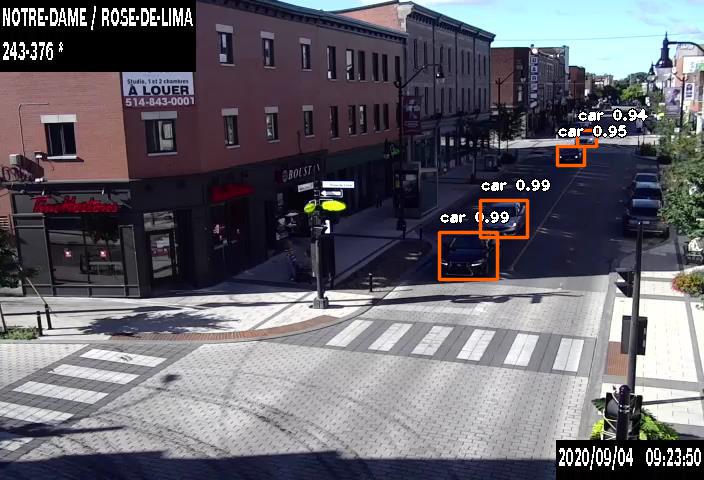 NOTRE-DAME / ROSE-DE-LIMA
243-376 *
Studio, 1 et 2 chambres
À LOUER
514-843-0001
Tim Hortons
BOUSTAN
car 0.94
car 0.95
car 0.99
car 0.99
2020/09/04 09:23:50